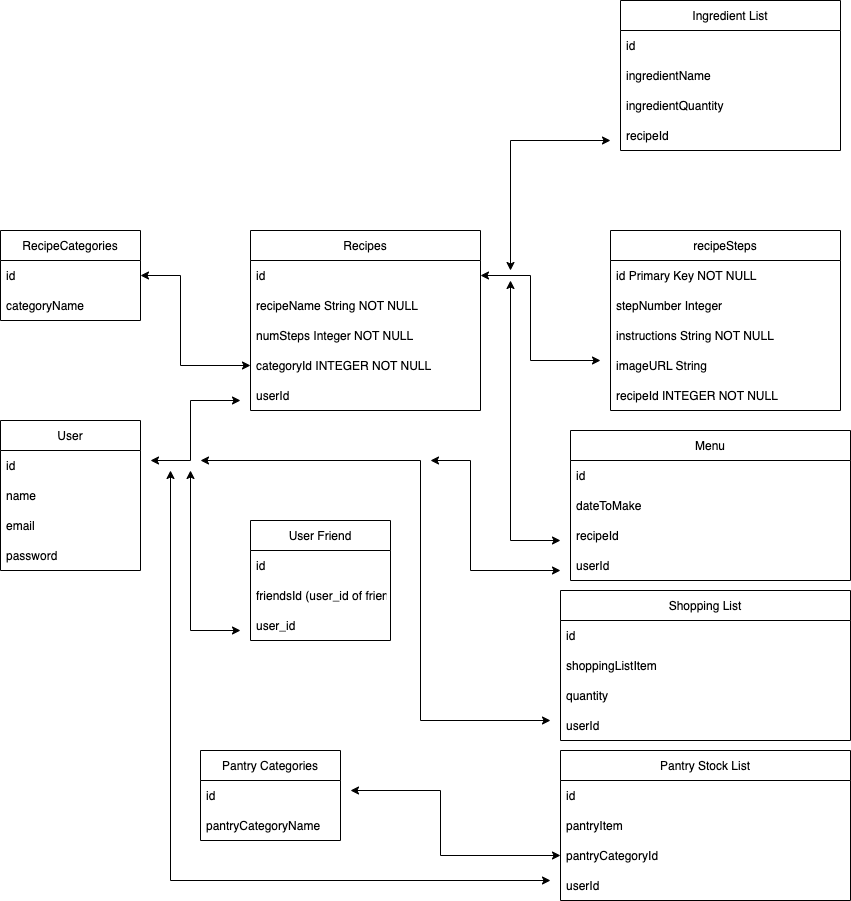 Ingredient List
id
ingredientName
ingredientQuantity
recipeId
RecipeCategories
id
categoryName
Recipes
id
recipeName String NOT NULL
numSteps Integer NOT NULL
categoryId INTEGER NOT NULL
userId
recipeSteps
id Primary Key NOT NULL
stepNumber Integer
instructions String NOT NULL
imageURL String
recipeId INTEGER NOT NULL
User
id
name
email
password
Menu
id
dateToMake
recipeId
userId
User Friend
id
friendsId (user_id of frien
user_id
Shopping List
id
shoppingListItem
quantity
userId
Pantry Categories
id
pantryCategoryName
Pantry Stock List
id
pantryItem
pantryCategoryId
userId